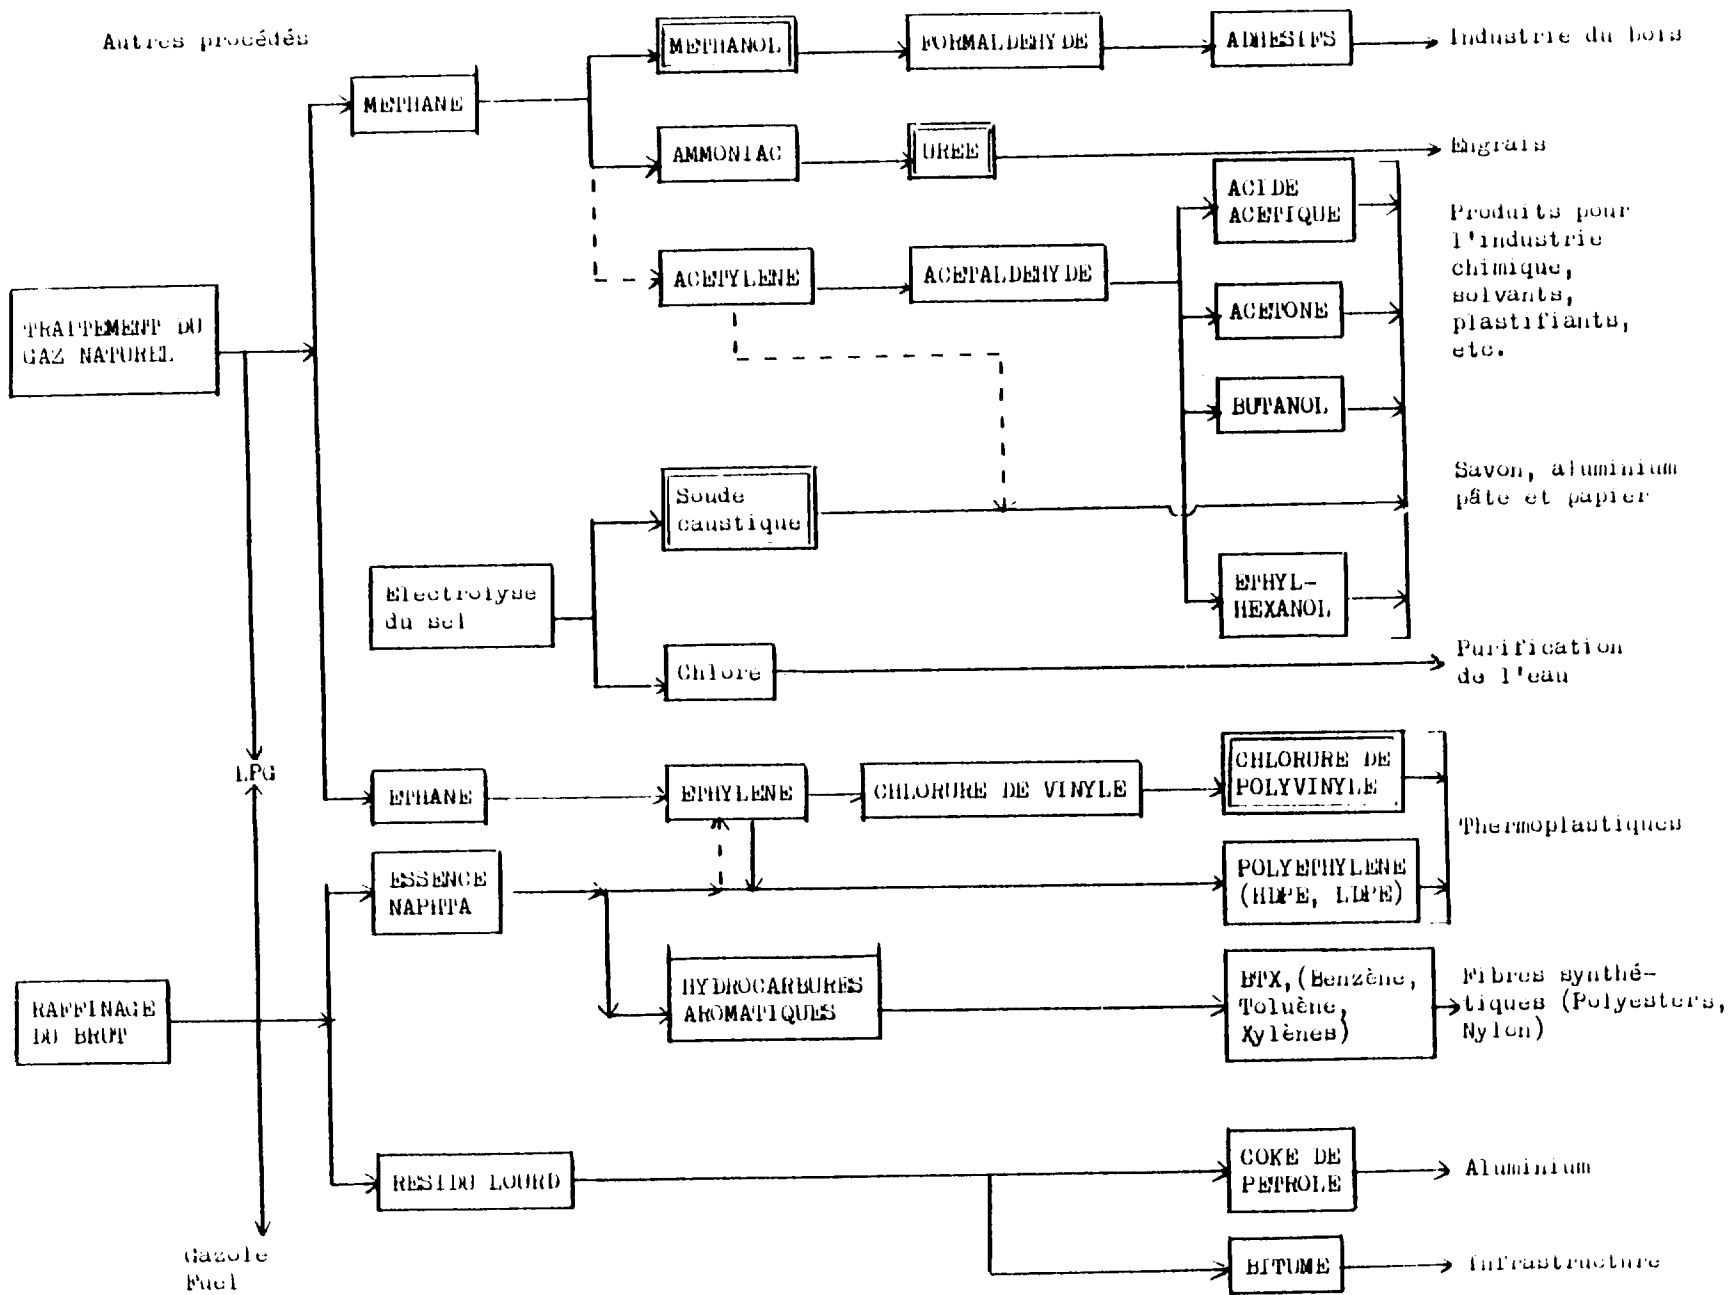 Autres procédés
METHANOL
FORMALDEHYDE
ADHESIFS
Industrie du bois
METHANE
AMMONIAC
UREE
Engrais
ACIDE
ACETIQUE
Produits pour
l'industrie
chimique,
solvants,
plastifiants,
etc.
ACETYLENE
ACETALDEHYDE
ACETONE
TRAITEMENT DU
GAZ NATUREL
BUTANOL
Soude
caustique
Savon, aluminium
pâte et papier
Electrolyse
du sel
ETHYL-
HEXANOL
Chlore
Purification
de l'eau
LPG
ETHANE
ETHYLENE
CHLORURE DE VINYLE
CHLORURE DE
POLYVINYLE
Thermoplastiques
ESSENCE
NAPHTA
POLYETHYLENE
(HDPE, LDPE)
RAFFINAGE
DU BRUT
HYDROCARBURES
AROMATIQUES
BTX, (Benzène,
Toluène,
Xylènes)
Fibres synthé-
tiques (Polyesters,
Nylon)
RESIDU LOURD
COKE DE
PETROLE
Aluminium
Gazole
Fuel
BITUME
Infrastructure